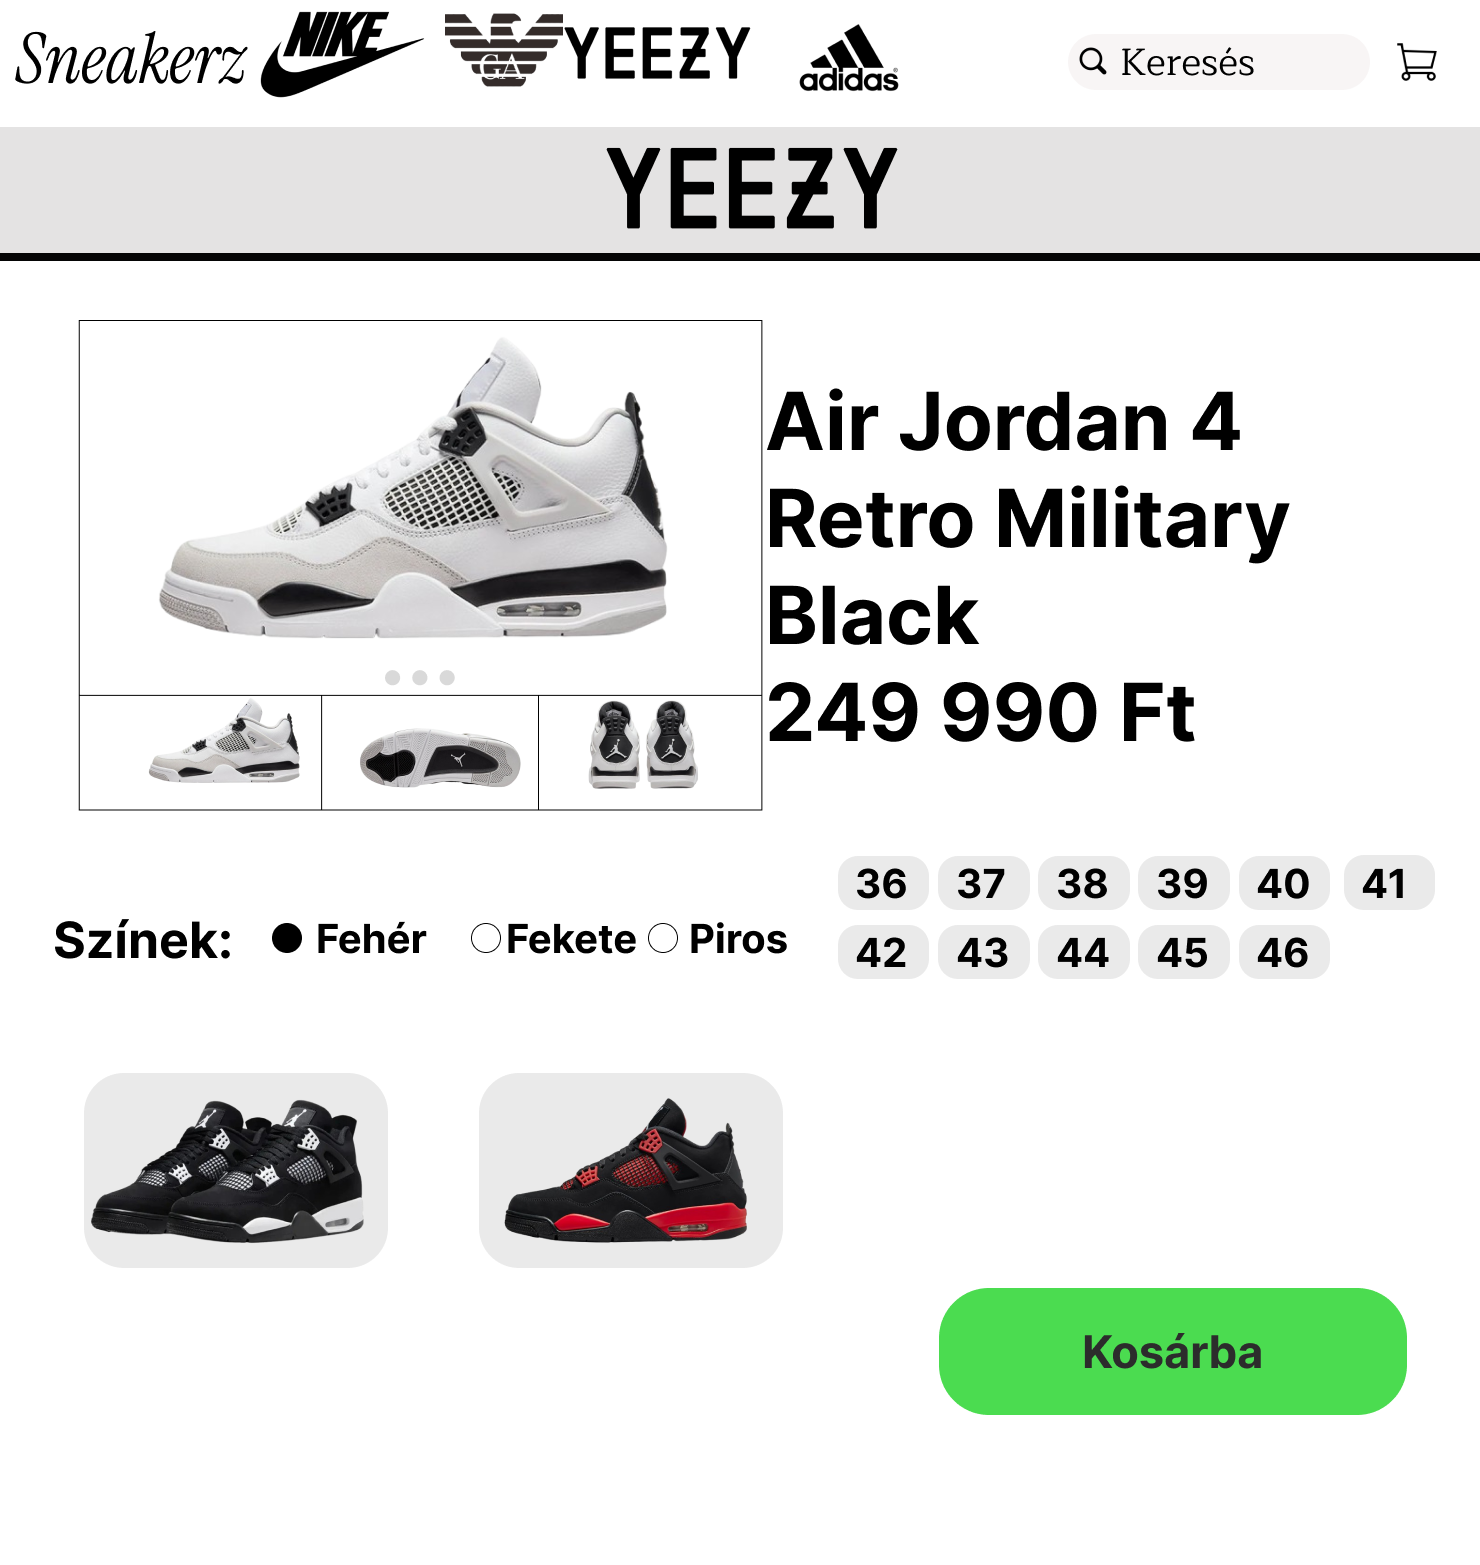 Sneakerz NIKE GA YEEZY adidas Keresés
YEEZY
Air Jordan 4
Retro Military
Black
249 990 Ft
36 37 38 39 40 41
42 43 44 45 46
Színek: Fehér Fekete Piros
Kosárba